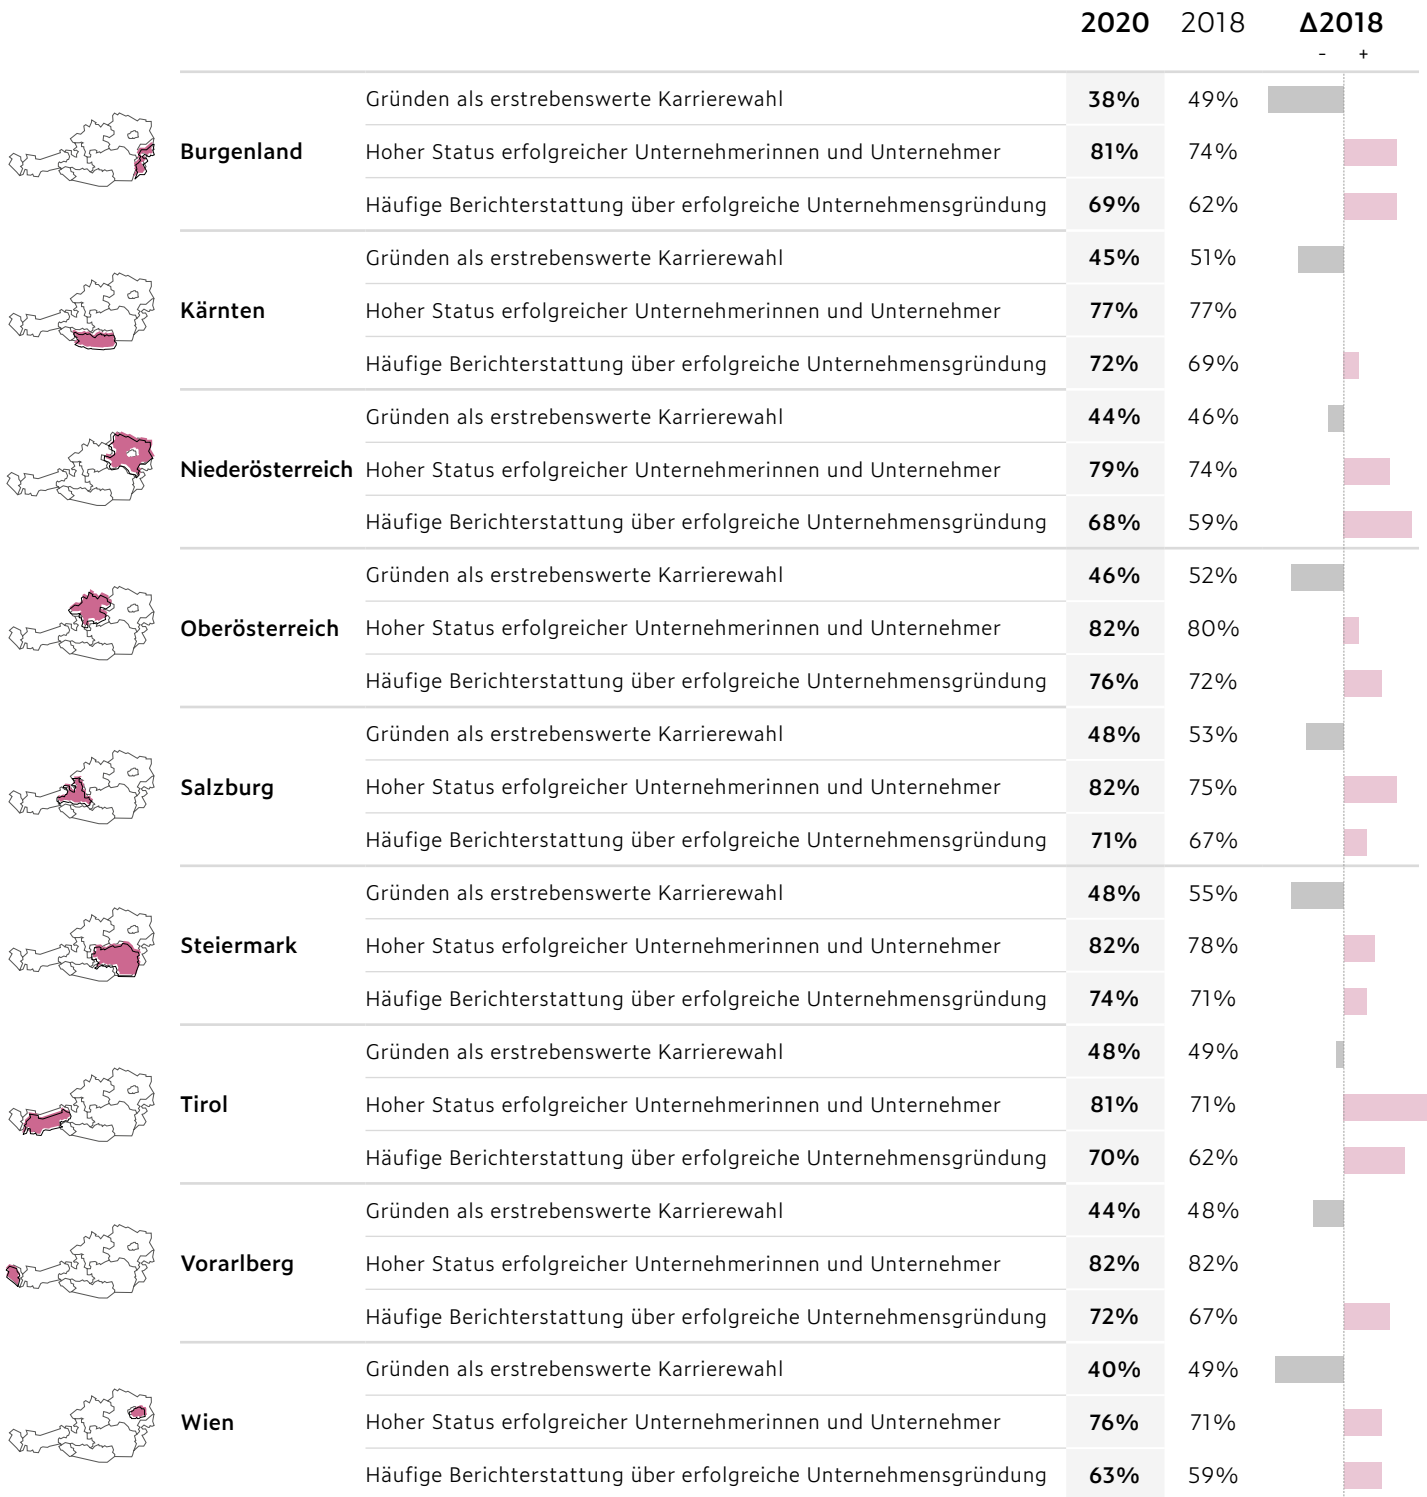 2020 2018 Δ2018
- +
Gründen als erstrebenswerte Karrierewahl 38% 49%
Burgenland Hoher Status erfolgreicher Unternehmerinnen und Unternehmer 81% 74%
Häufige Berichterstattung über erfolgreiche Unternehmensgründung 69% 62%
Gründen als erstrebenswerte Karrierewahl 45% 51%
Kärnten Hoher Status erfolgreicher Unternehmerinnen und Unternehmer 77% 77%
Häufige Berichterstattung über erfolgreiche Unternehmensgründung 72% 69%
Gründen als erstrebenswerte Karrierewahl 44% 46%
Niederösterreich Hoher Status erfolgreicher Unternehmerinnen und Unternehmer 79% 74%
Häufige Berichterstattung über erfolgreiche Unternehmensgründung 68% 59%
Gründen als erstrebenswerte Karrierewahl 46% 52%
Oberösterreich Hoher Status erfolgreicher Unternehmerinnen und Unternehmer 82% 80%
Häufige Berichterstattung über erfolgreiche Unternehmensgründung 76% 72%
Gründen als erstrebenswerte Karrierewahl 48% 53%
Salzburg Hoher Status erfolgreicher Unternehmerinnen und Unternehmer 82% 75%
Häufige Berichterstattung über erfolgreiche Unternehmensgründung 71% 67%
Gründen als erstrebenswerte Karrierewahl 48% 55%
Steiermark Hoher Status erfolgreicher Unternehmerinnen und Unternehmer 82% 78%
Häufige Berichterstattung über erfolgreiche Unternehmensgründung 74% 71%
Gründen als erstrebenswerte Karrierewahl 48% 49%
Tirol Hoher Status erfolgreicher Unternehmerinnen und Unternehmer 81% 71%
Häufige Berichterstattung über erfolgreiche Unternehmensgründung 70% 62%
Gründen als erstrebenswerte Karrierewahl 44% 48%
Vorarlberg Hoher Status erfolgreicher Unternehmerinnen und Unternehmer 82% 82%
Häufige Berichterstattung über erfolgreiche Unternehmensgründung 72% 67%
Gründen als erstrebenswerte Karrierewahl 40% 49%
Wien Hoher Status erfolgreicher Unternehmerinnen und Unternehmer 76% 71%
Häufige Berichterstattung über erfolgreiche Unternehmensgründung 63% 59%